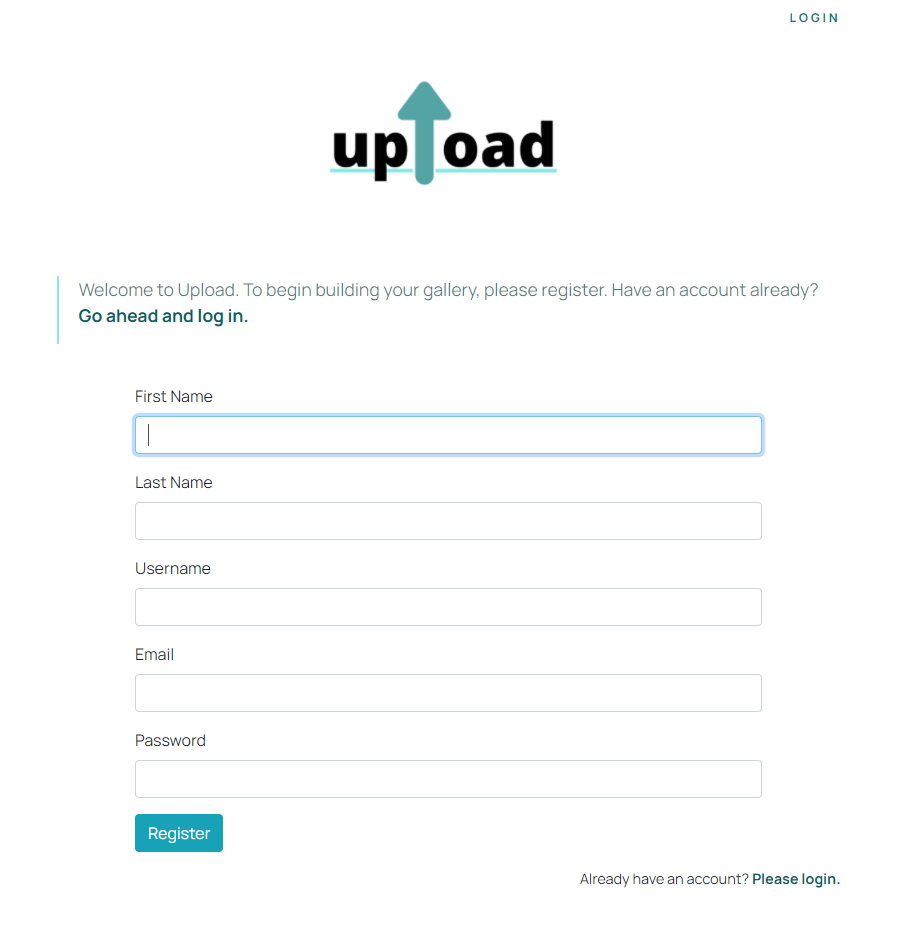 LOGIN
upload
Welcome to Upload. To begin building your gallery, please register. Have an account already?
Go ahead and log in.
First Name
Last Name
Username
Email
Password
Register
Already have an account? Please login.